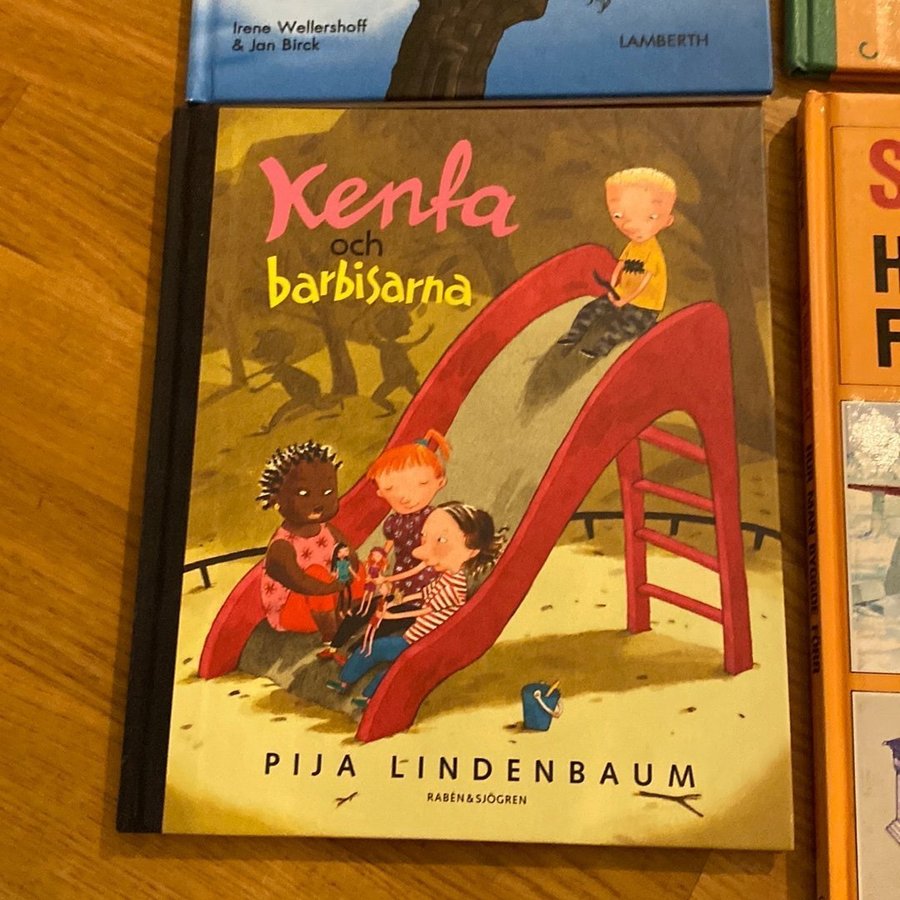 Irene Wellershoff
& Jan Birck
LAMBERTH
Kenta
och
barbisarna
PIJA LINDENBAUM
RABÉN & SJÖGREN